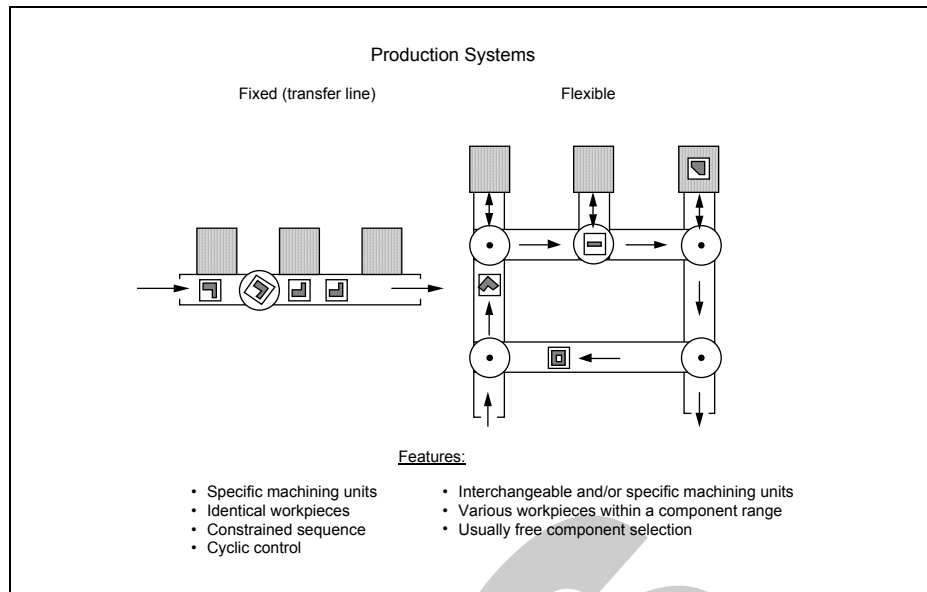 Production Systems
Fixed (transfer line)
Flexible
Features:
• Specific machining units
• Identical workpieces
• Constrained sequence
• Cyclic control
• Interchangeable and/or specific machining units
• Various workpieces within a component range
• Usually free component selection